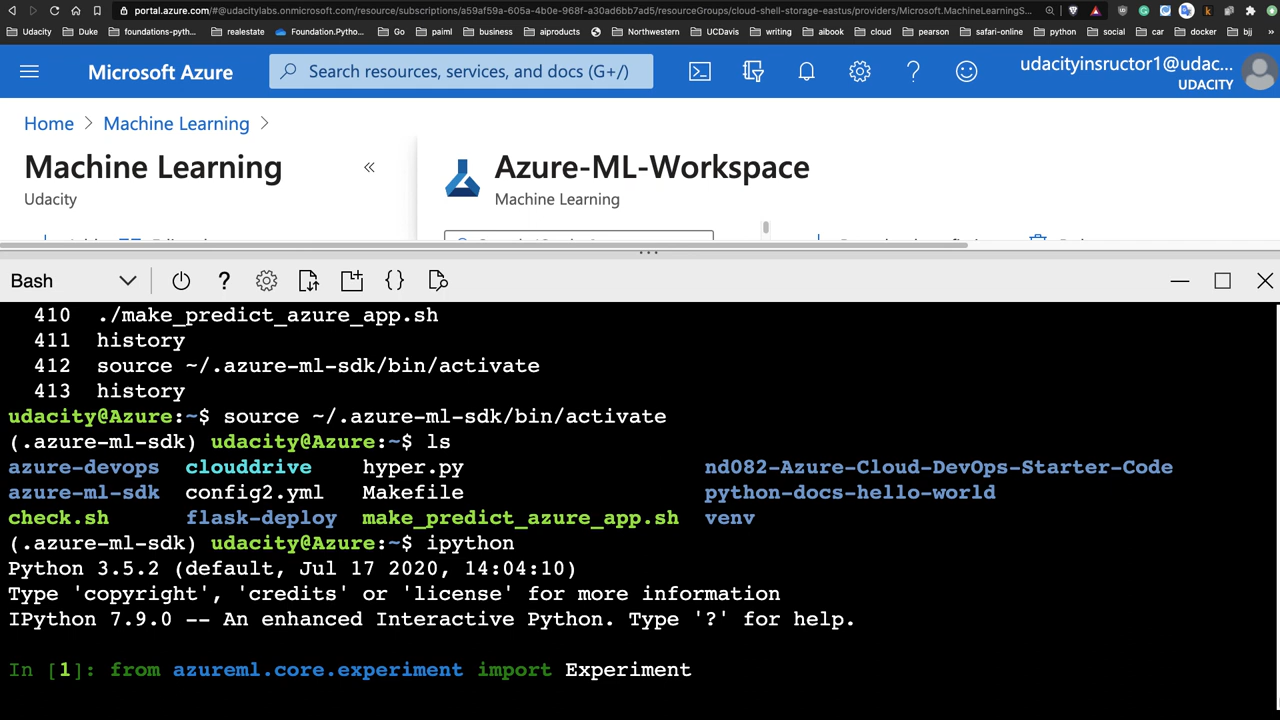 portal.azure.com/#@udacitylabs.onmicrosoft.com/resource/subscriptions/a59af59a-605a-4b0e-968f-a30ad6bb7ad5/resourceGroups/cloud-shell-storage-eastus/providers/Microsoft.MachineLearningS...
Udacity Duke foundations-pyth... realestate Foundation.Pytho... Go paiml business aiproducts Northwestern UCDavis writing aibook cloud pearson safari-online python social car docker bjj »
Microsoft Azure Search resources, services, and docs (G+/) udacityinsructor1@udac...
UDACITY
Home > Machine Learning >
Machine Learning « Azure-ML-Workspace
Udacity Machine Learning
Bash
410 ./make_predict_azure_app.sh
411 history
412 source ~/.azure-ml-sdk/bin/activate
413 history
udacity@Azure:~$ source ~/.azure-ml-sdk/bin/activate
(.azure-ml-sdk) udacity@Azure:~$ ls
azure-devops clouddrive hyper.py nd082-Azure-Cloud-DevOps-Starter-Code
azure-ml-sdk config2.yml Makefile python-docs-hello-world
check.sh flask-deploy make_predict_azure_app.sh venv
(.azure-ml-sdk) udacity@Azure:~$ ipython
Python 3.5.2 (default, Jul 17 2020, 14:04:10)
Type 'copyright', 'credits' or 'license' for more information
IPython 7.9.0 -- An enhanced Interactive Python. Type '?' for help.
In [1]: from azureml.core.experiment import Experiment